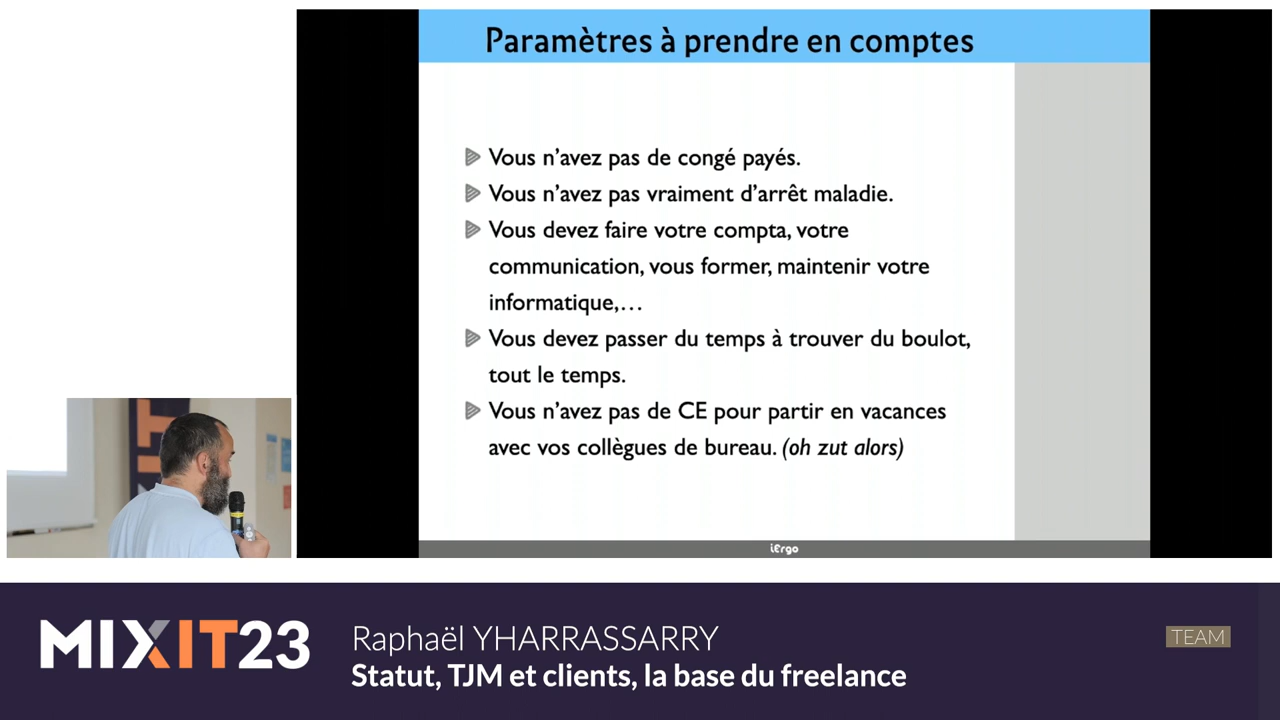 Paramètres à prendre en comptes
Vous n'avez pas de congé payés.
Vous n'avez pas vraiment d'arrêt maladie.
Vous devez faire votre compta, votre
communication, vous former, maintenir votre
informatique,…
Vous devez passer du temps à trouver du boulot,
tout le temps.
Vous n'avez pas de CE pour partir en vacances
avec vos collègues de bureau. (oh zut alors)
iErgo
MIXIT23
Raphaël YHARRASSARRY
Statut, TJM et clients, la base du freelance
TEAM